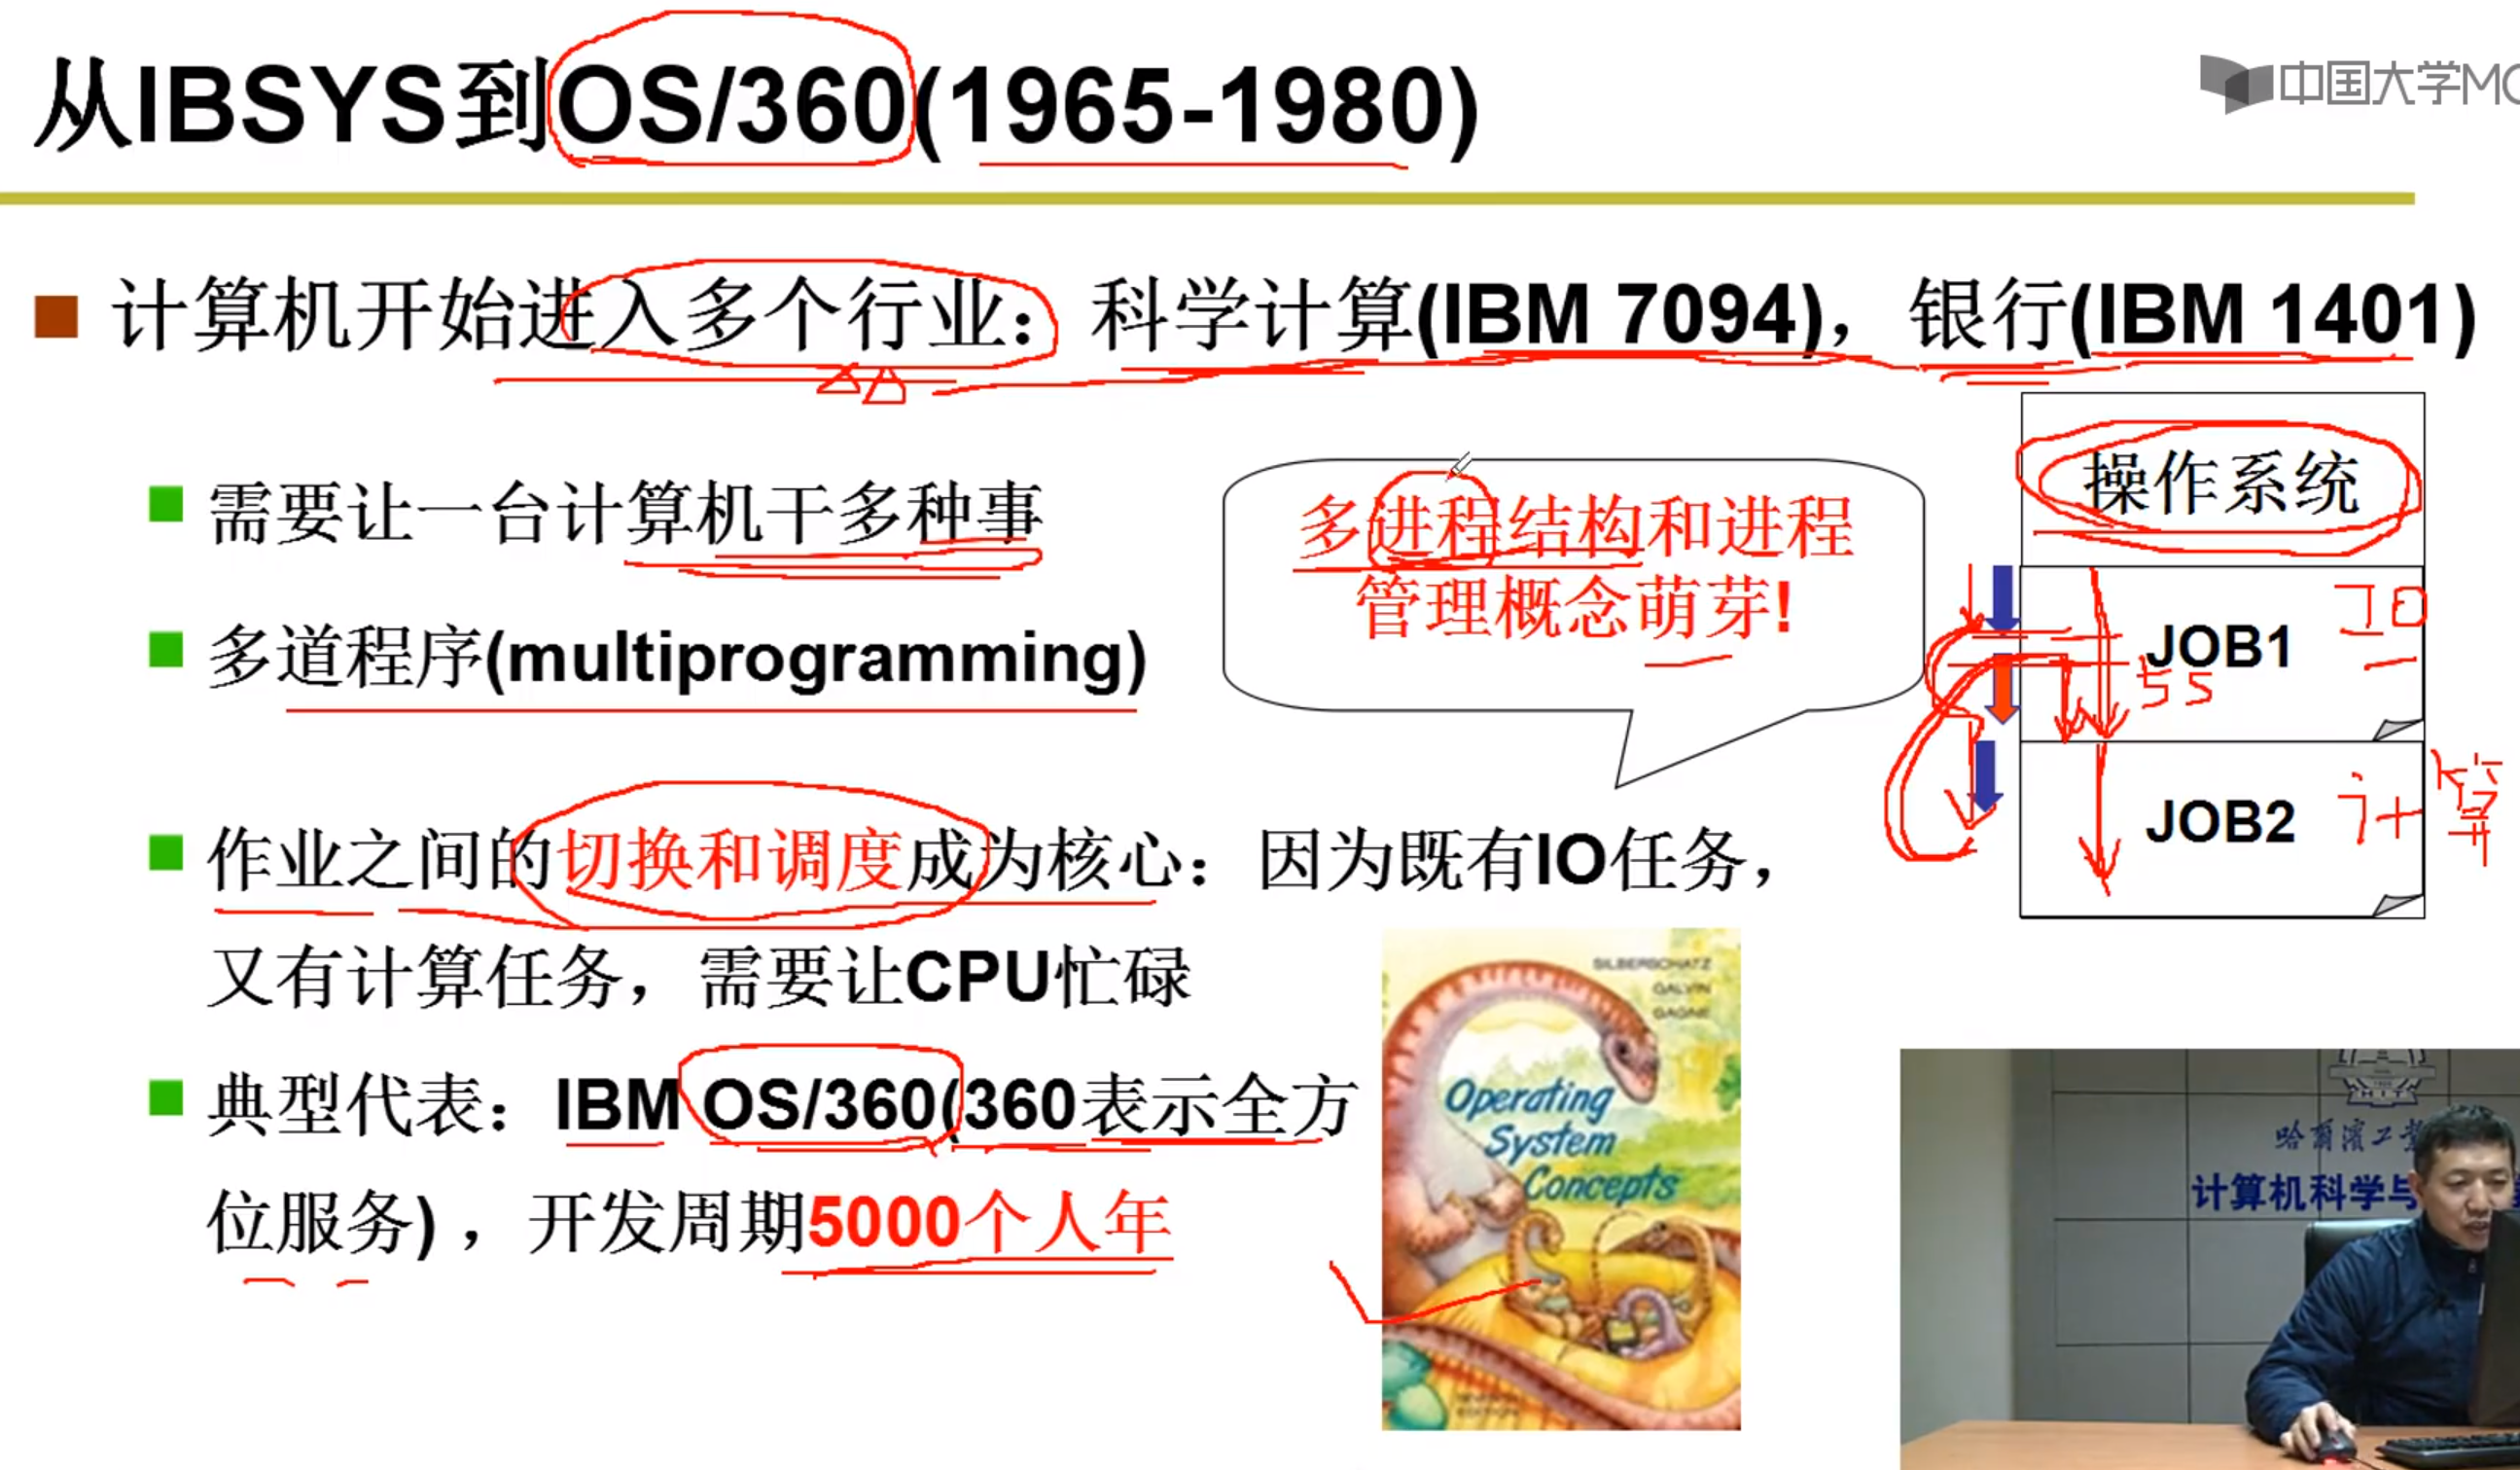 从IBSYS到OS/360(1965-1980)
中国大学MO
计算机开始进入多个行业：科学计算(IBM 7094)，银行(IBM 1401)
需要让一台计算机干多种事
多道程序(multiprogramming)
多进程结构和进程
管理概念萌芽!
操作系统
JOB1
IO
55
JOB2
计算
作业之间的切换和调度成为核心：因为既有IO任务，
又有计算任务，需要让CPU忙碌
典型代表：IBM OS/360(360表示全方
位服务)，开发周期5000个人年
SILBERSCHATZ
GALVIN
GAGNE
Operating
System
Concepts
SEVENTH
EDITION
HIT
哈尔滨工业
计算机科学与